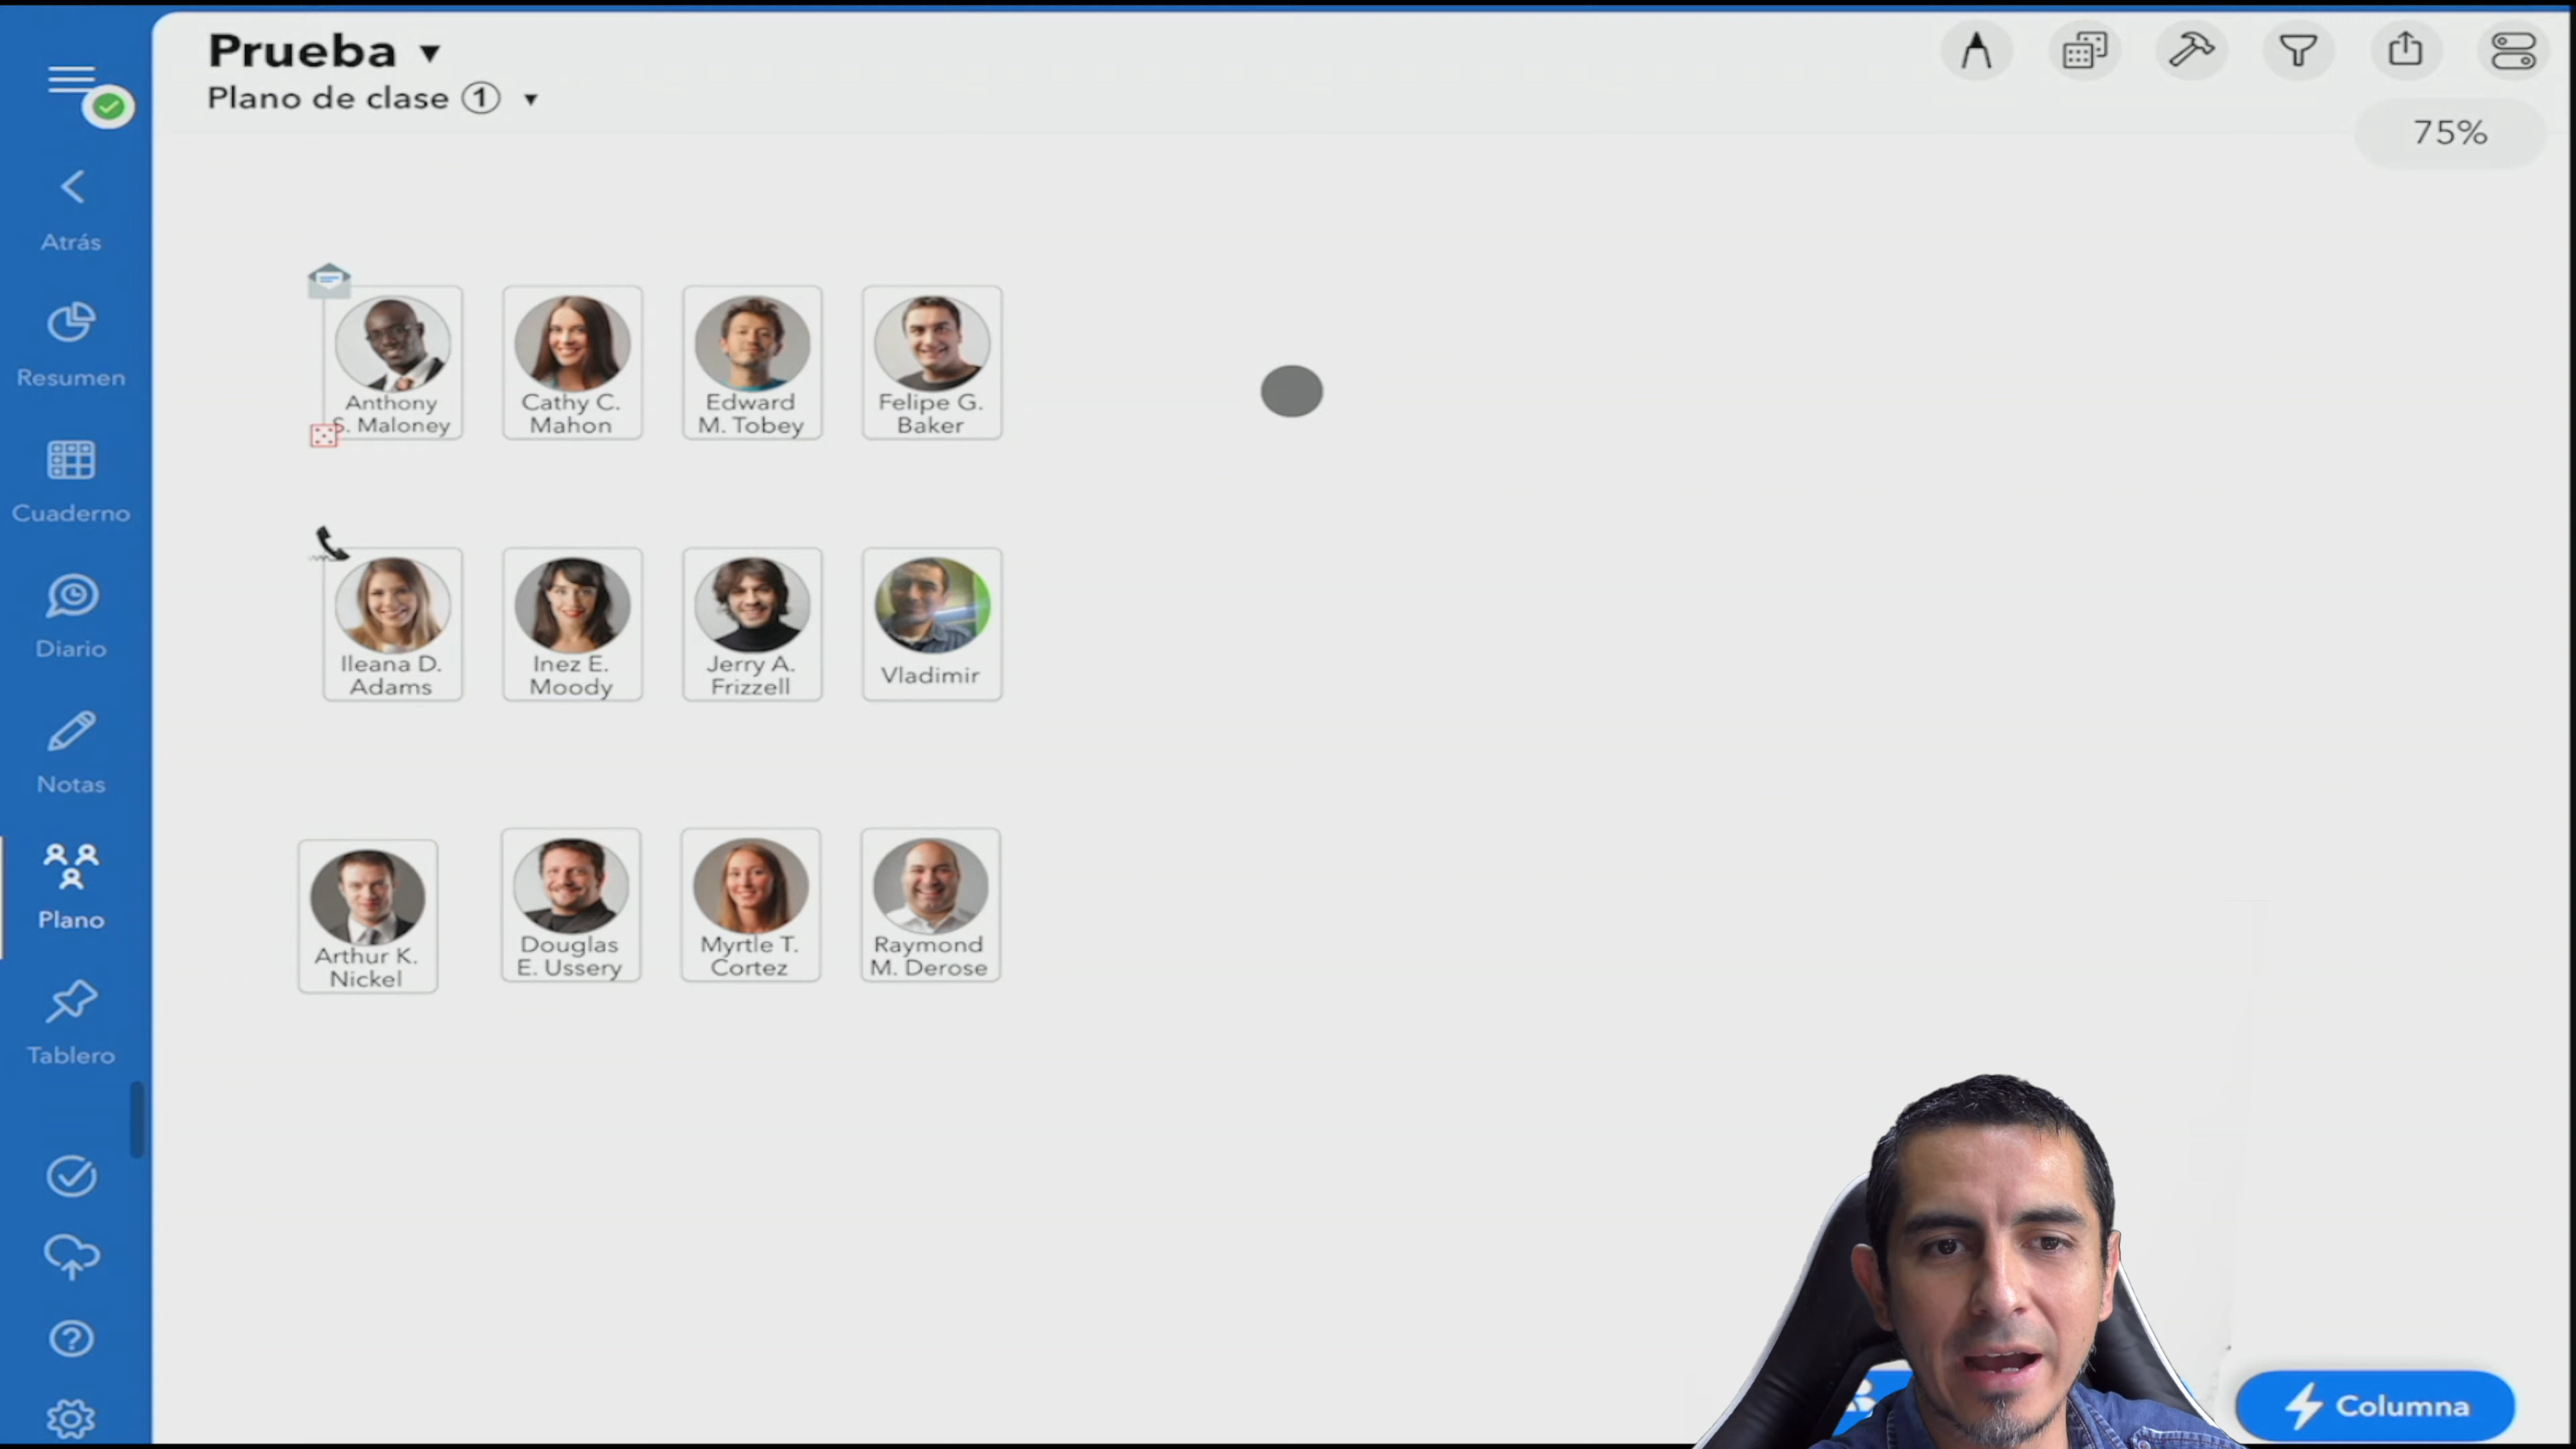 Prueba
Plano de clase 1
75%
Atrás
Resumen
Cuaderno
Diario
Notas
Plano
Tablero
Anthony
S. Maloney
Cathy C.
Mahon
Edward
M. Tobey
Felipe G.
Baker
Ileana D.
Adams
Inez E.
Moody
Jerry A.
Frizzell
Vladimir
Arthur K.
Nickel
Douglas
E. Ussery
Myrtle T.
Cortez
Raymond
M. Derose
Columna